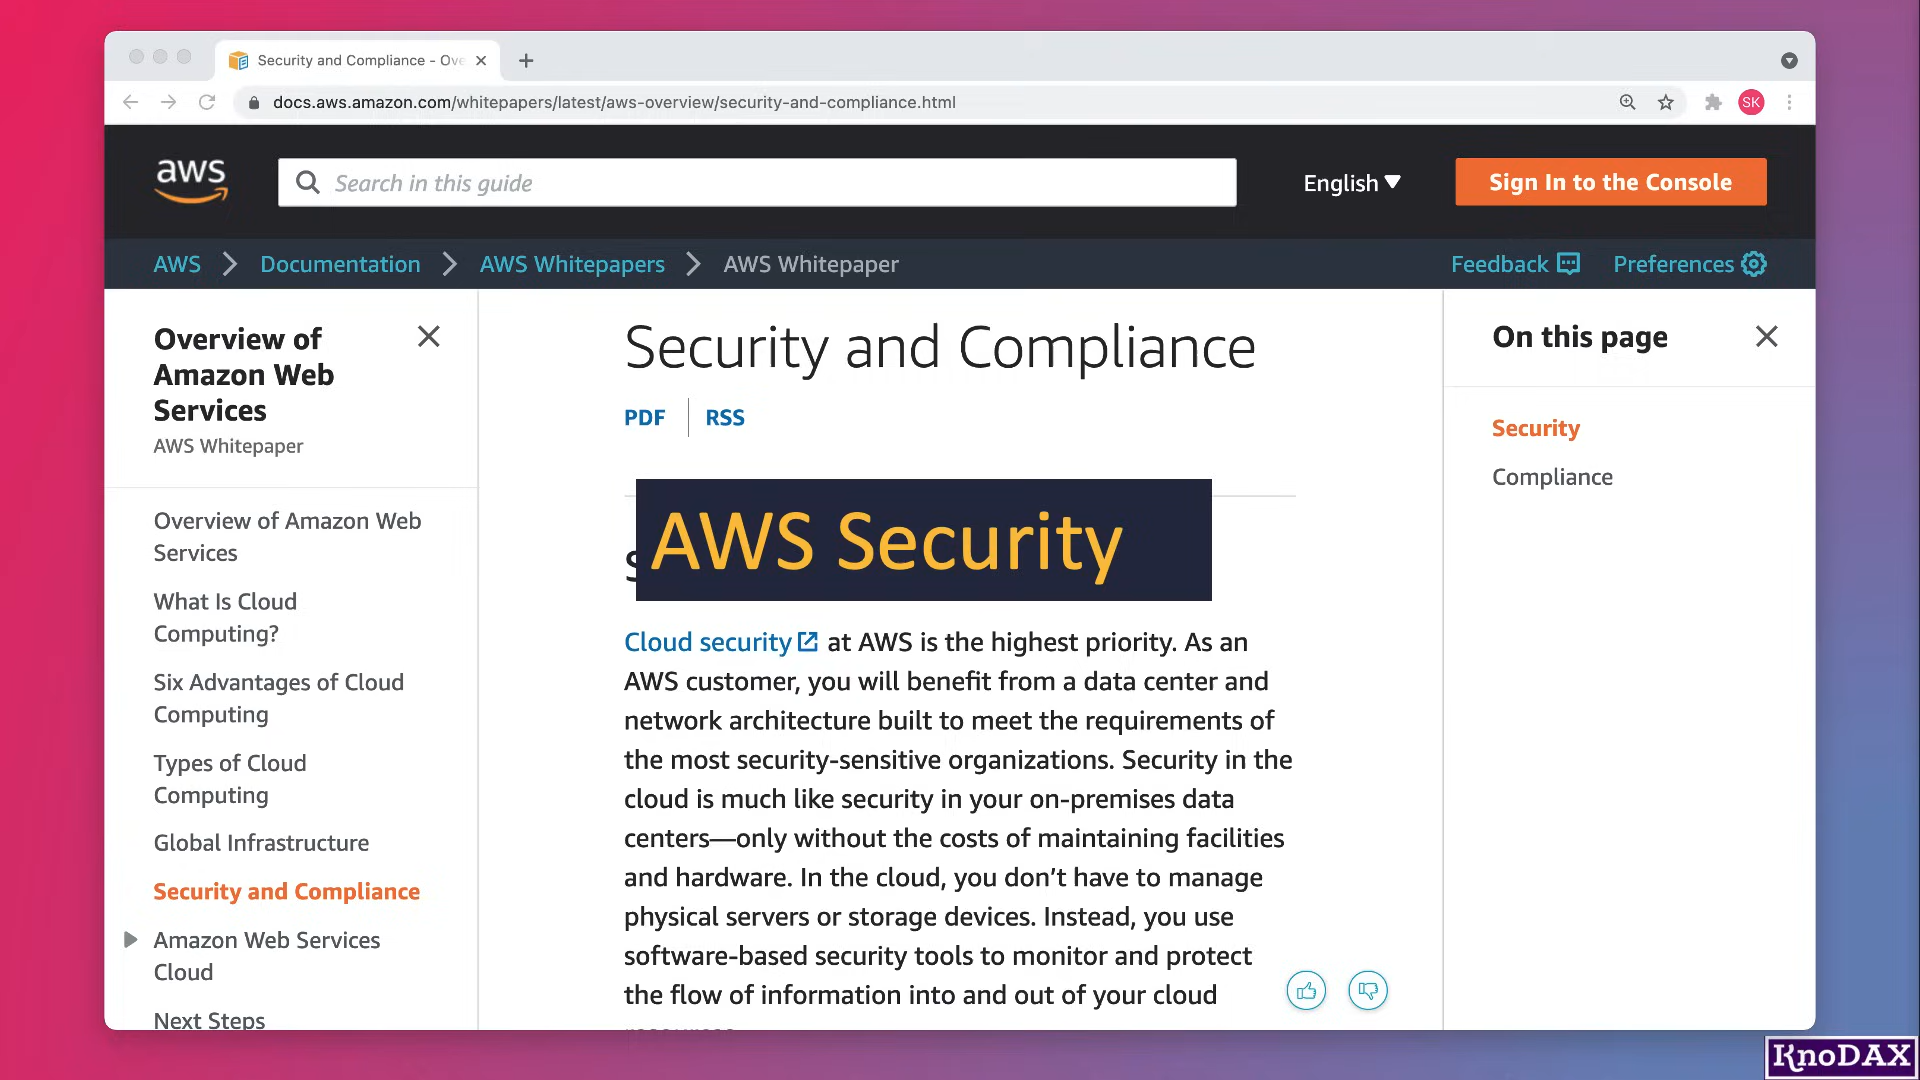 Security and Compliance - Ove
docs.aws.amazon.com/whitepapers/latest/aws-overview/security-and-compliance.html
SK
aws
Search in this guide
English
Sign In to the Console
AWS
Documentation
AWS Whitepapers
AWS Whitepaper
Feedback
Preferences
Overview of
Amazon Web
Services
AWS Whitepaper
Overview of Amazon Web
Services
What Is Cloud
Computing?
Six Advantages of Cloud
Computing
Types of Cloud
Computing
Global Infrastructure
Security and Compliance
Amazon Web Services
Cloud
Next Steps
Security and Compliance
PDF
RSS
AWS Security
Cloud security at AWS is the highest priority. As an
AWS customer, you will benefit from a data center and
network architecture built to meet the requirements of
the most security-sensitive organizations. Security in the
cloud is much like security in your on-premises data
centers—only without the costs of maintaining facilities
and hardware. In the cloud, you don’t have to manage
physical servers or storage devices. Instead, you use
software-based security tools to monitor and protect
the flow of information into and out of your cloud
On this page
Security
Compliance
KnoDAX